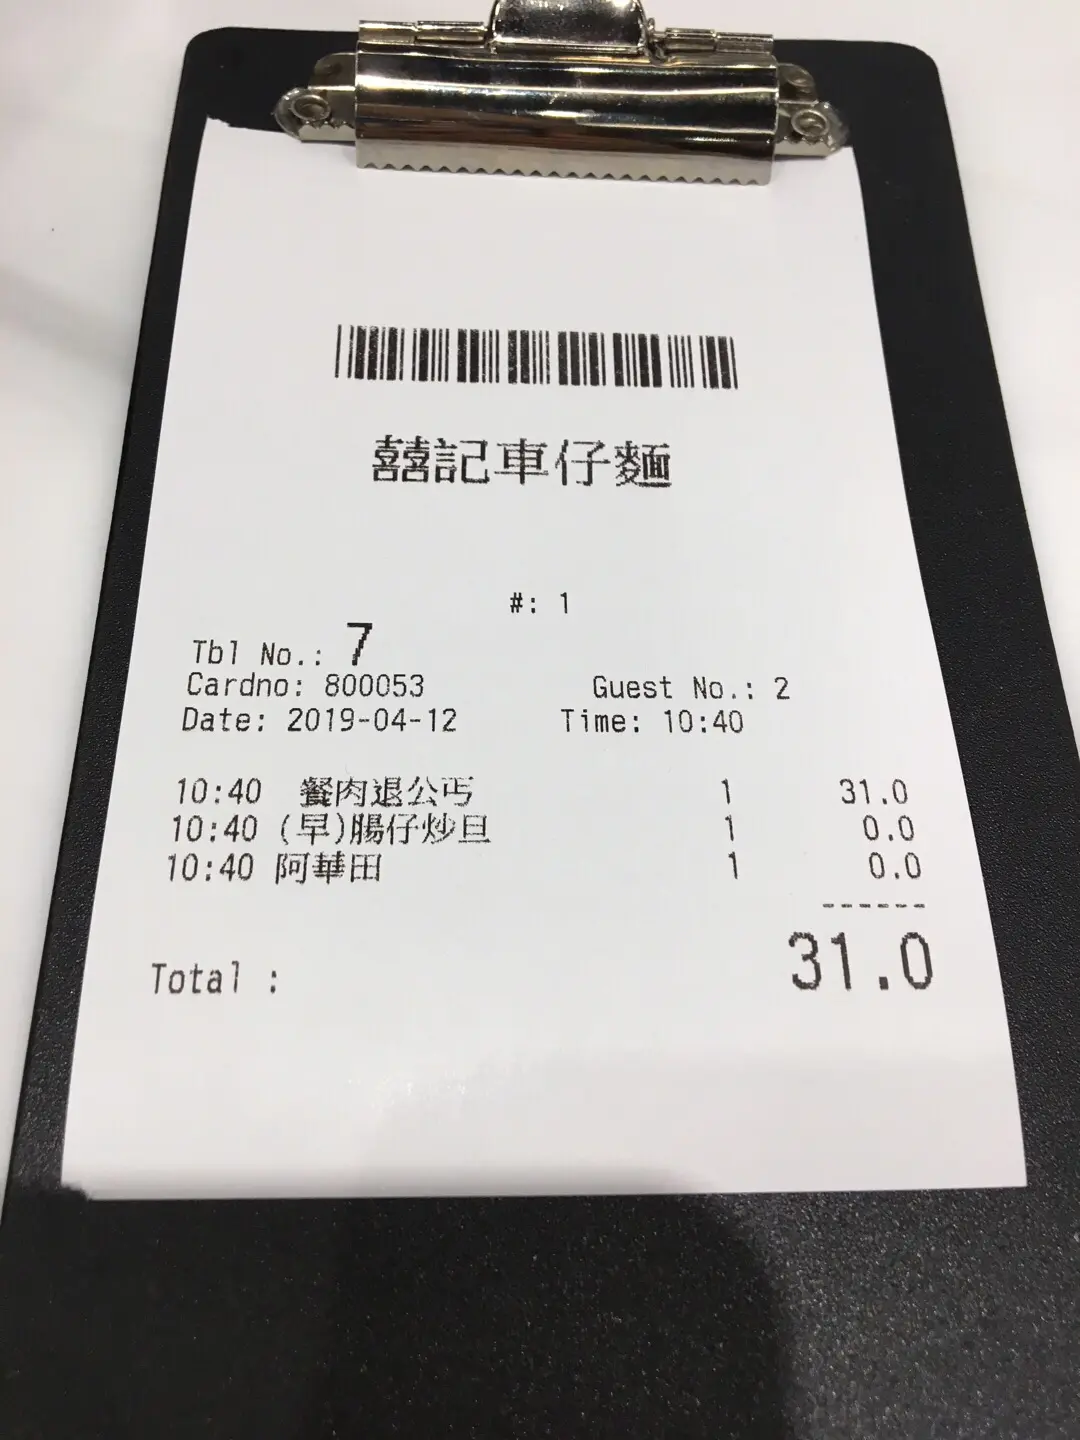 囍記車仔麵
#: 1
Tbl No.: 7
Cardno: 800053 Guest No.: 2
Date: 2019-04-12 Time: 10:40
10:40 餐肉退公丐 1 31.0
10:40 (早)腸仔炒旦 1 0.0
10:40 阿華田 1 0.0
------
Total : 31.0